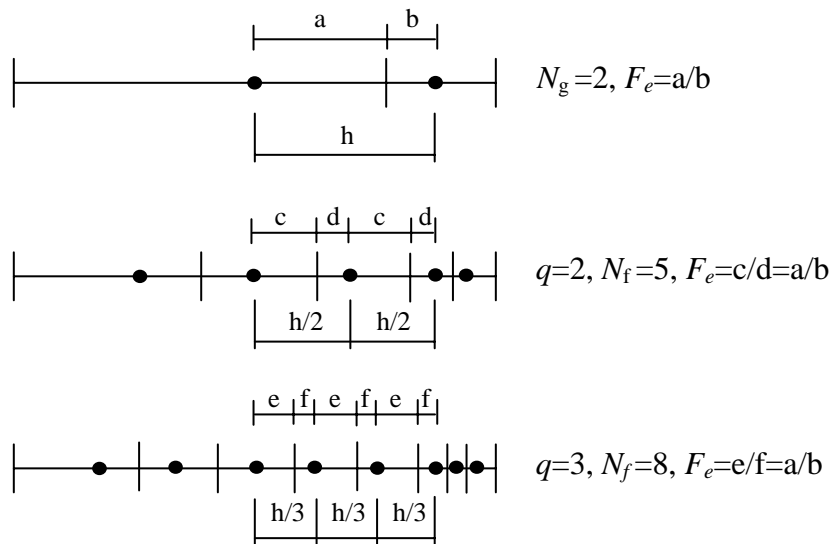 a b
N_g =2, F_e=a/b
h
c d c d
q=2, N_f =5, F_e=c/d=a/b
h/2 h/2
e f e f e f
q=3, N_f=8, F_e=e/f=a/b
h/3 h/3 h/3